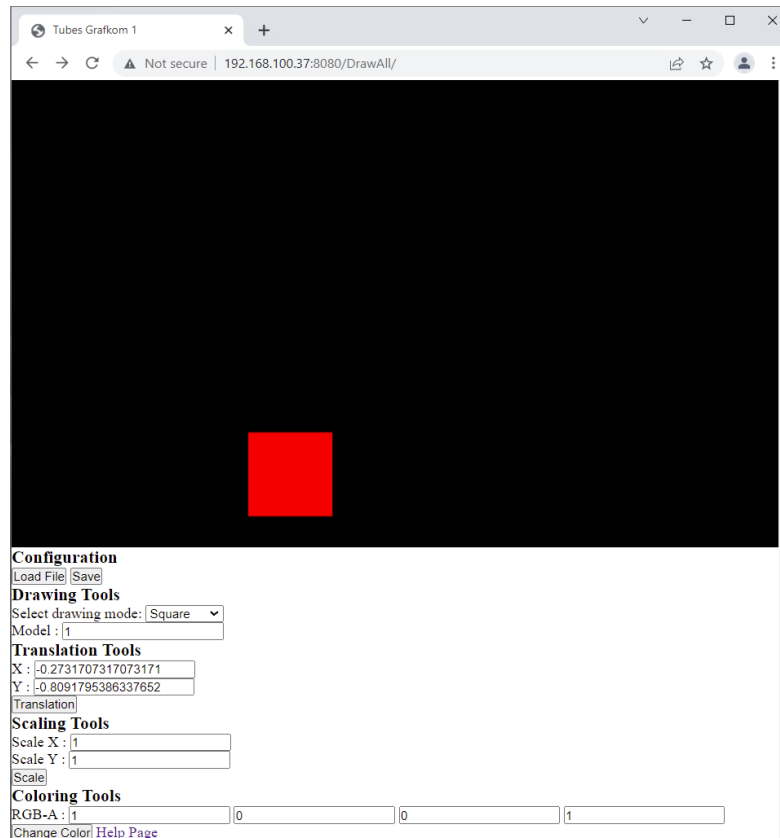 Tubes Grafkom 1
Not secure | 192.168.100.37:8080/DrawAll/
Configuration
Load File Save
Drawing Tools
Select drawing mode: Square
Model : 1
Translation Tools
X : -0.2731707317073171
Y : -0.8091795386337652
Translation
Scaling Tools
Scale X : 1
Scale Y : 1
Scale
Coloring Tools
RGB-A : 1 0 0 1
Change Color Help Page